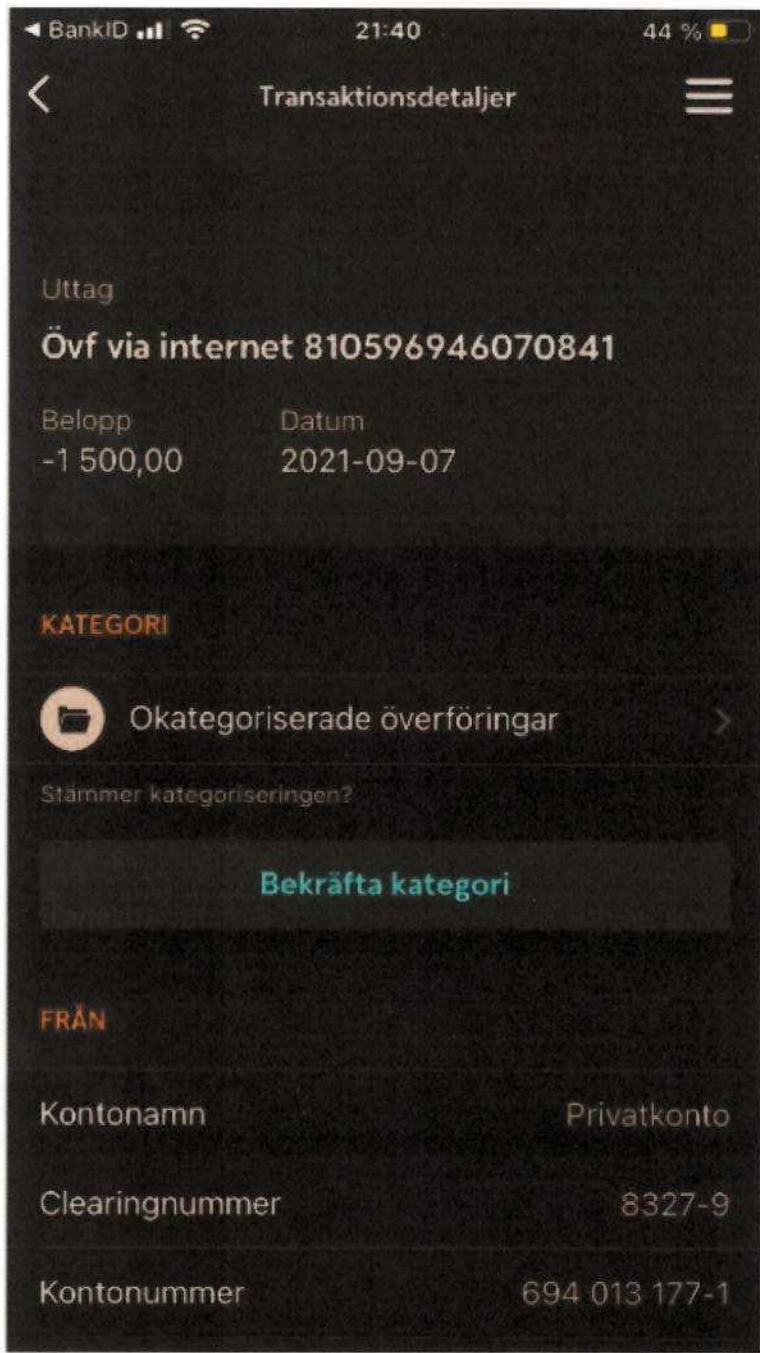 ◀ BankID 21:40 44 %
Transaktionsdetaljer
Uttag
Övf via internet 810596946070841
Belopp Datum
-1 500,00 2021-09-07
KATEGORI
Okategoriserade överföringar
Stämmer kategoriseringen?
Bekräfta kategori
FRÅN
Kontonamn Privatkonto
Clearingnummer 8327-9
Kontonummer 694 013 177-1